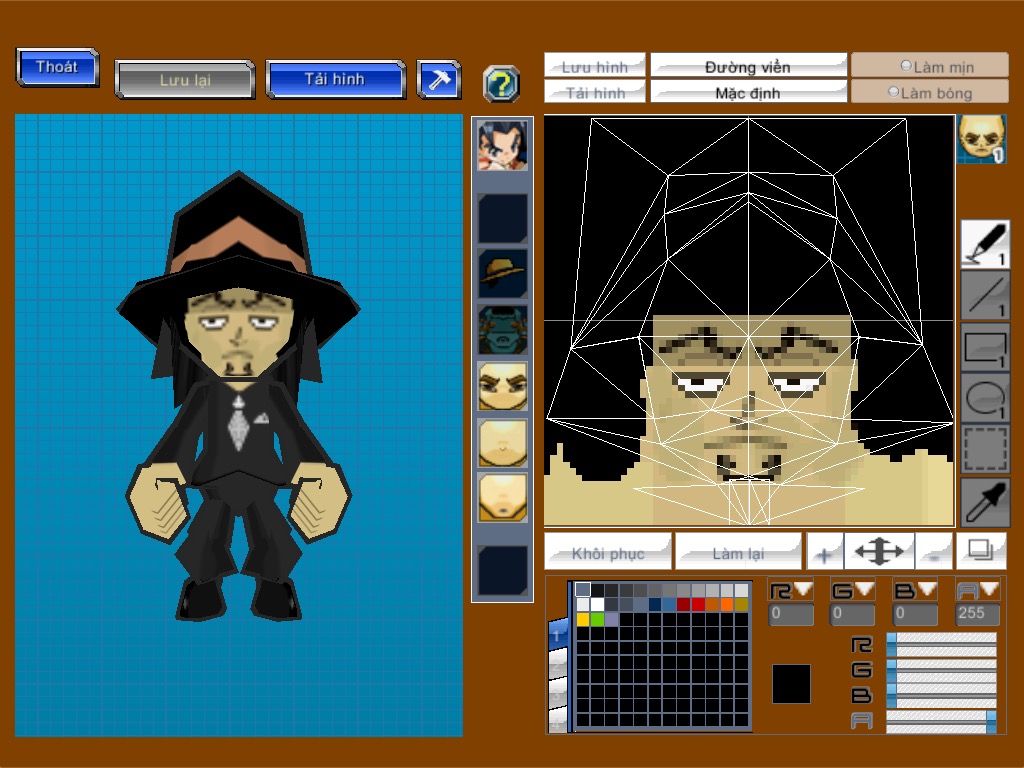 Thoát
Lưu lại
Tải hình
?
Lưu hình
Đường viền
Làm mịn
Tải hình
Mặc định
Làm bóng
1
1
1
1
1
Khôi phục
Làm lại
+
-
R
G
B
A
0
0
0
255
1
R
G
B
A